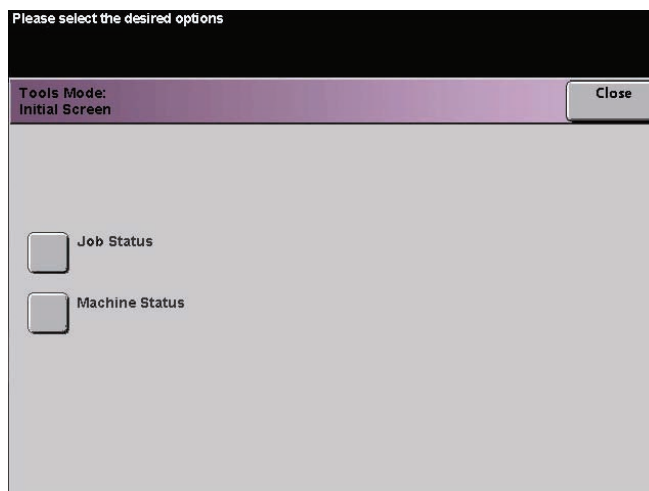 Please select the desired options
Tools Mode:
Initial Screen
Close
Job Status
Machine Status